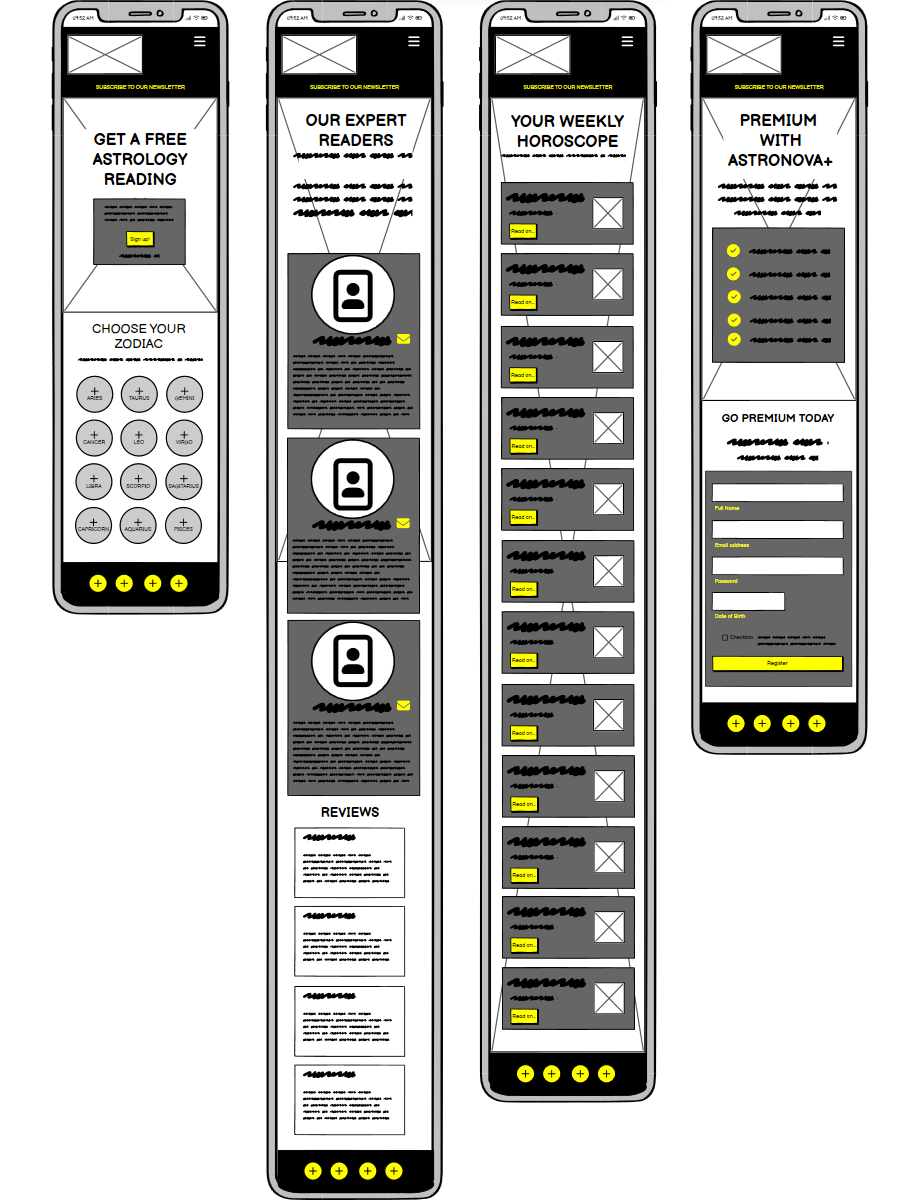 09:52 AM
SUBSCRIBE TO OUR NEWSLETTER
GET A FREE
ASTROLOGY
READING
Sign up!
CHOOSE YOUR
ZODIAC
ARIES
TAURUS
GEMINI
CANCER
LEO
VIRGO
LIBRA
SCORPIO
SAGITARIUS
CAPRICORN
AQUARIUS
PISCES
09:52 AM
SUBSCRIBE TO OUR NEWSLETTER
OUR EXPERT
READERS
REVIEWS
09:52 AM
SUBSCRIBE TO OUR NEWSLETTER
YOUR WEEKLY
HOROSCOPE
Read on...
Read on...
Read on...
Read on...
Read on...
Read on...
Read on...
Read on...
Read on...
Read on...
Read on...
Read on...
09:52 AM
SUBSCRIBE TO OUR NEWSLETTER
PREMIUM
WITH
ASTRONOVA+
GO PREMIUM TODAY
Full Name
Email address
Password
Date of Birth
Checkbox
Register